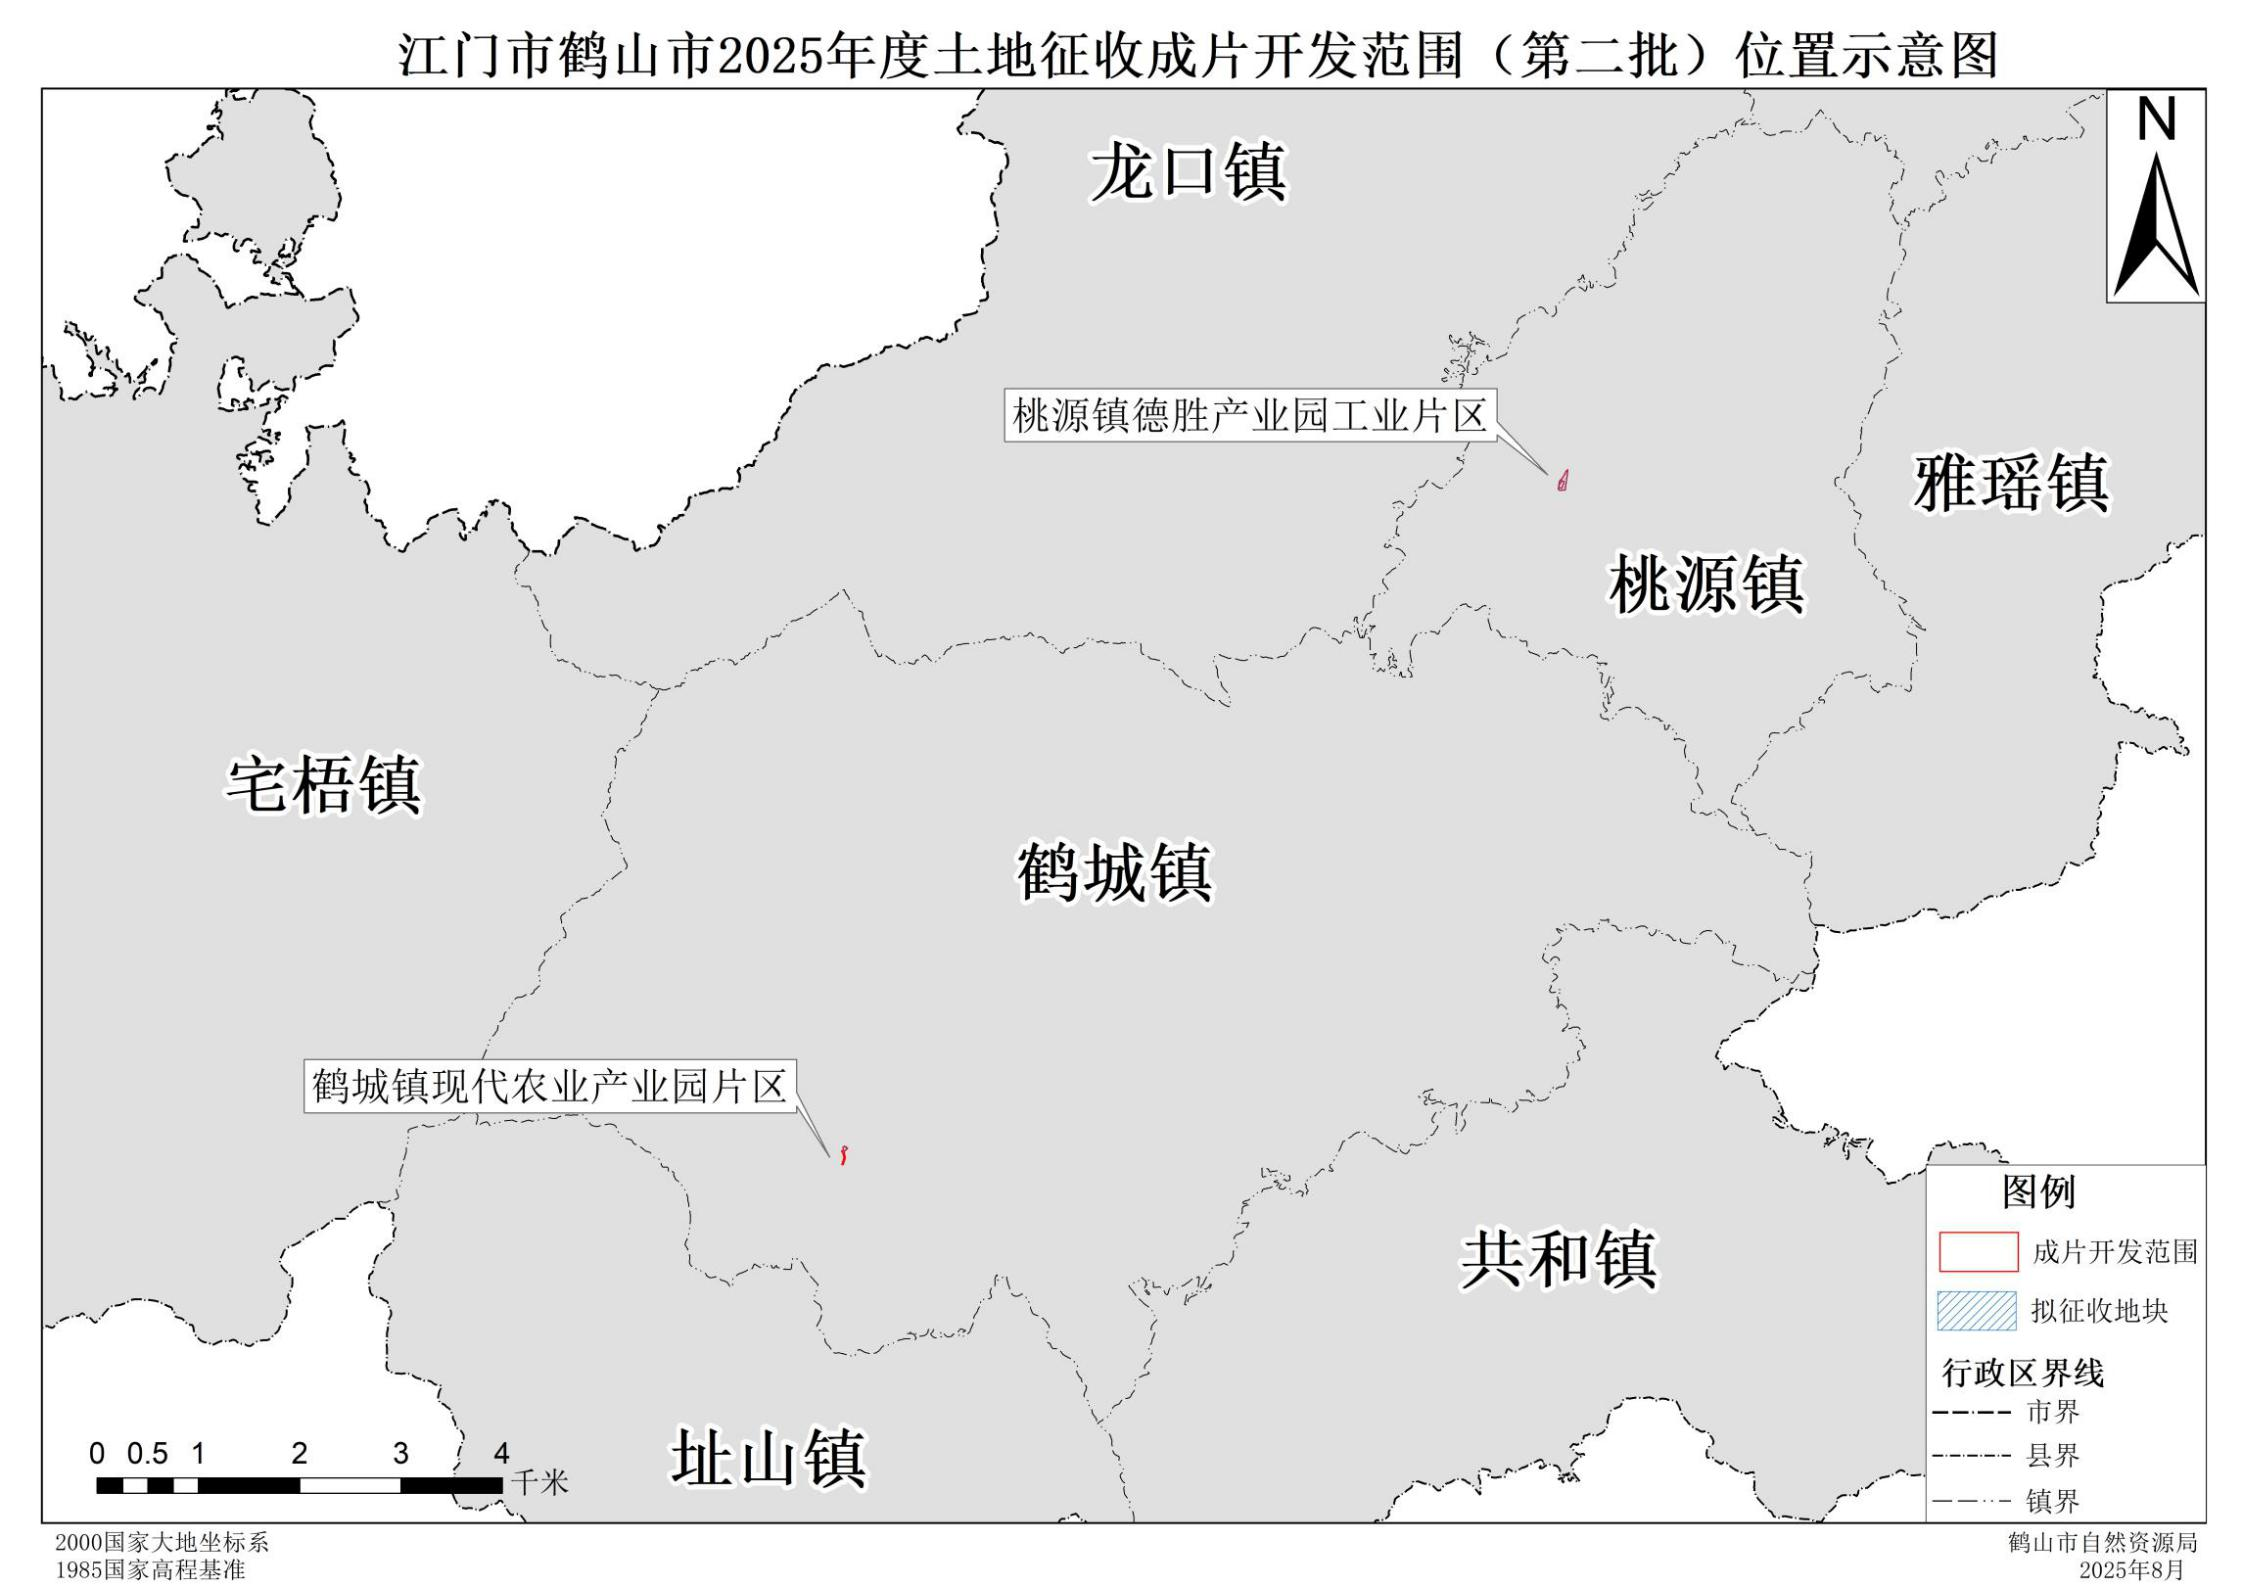 江门市鹤山市2025年度土地征收成片开发范围（第二批）位置示意图
N
龙口镇
桃源镇德胜产业园工业片区
雅瑶镇
桃源镇
宅梧镇
鹤城镇
鹤城镇现代农业产业园片区
共和镇
址山镇
图例
成片开发范围
拟征收地块
行政区界线
市界
县界
镇界
0 0.5 1 2 3 4
千米
2000国家大地坐标系
1985国家高程基准
鹤山市自然资源局
2025年8月